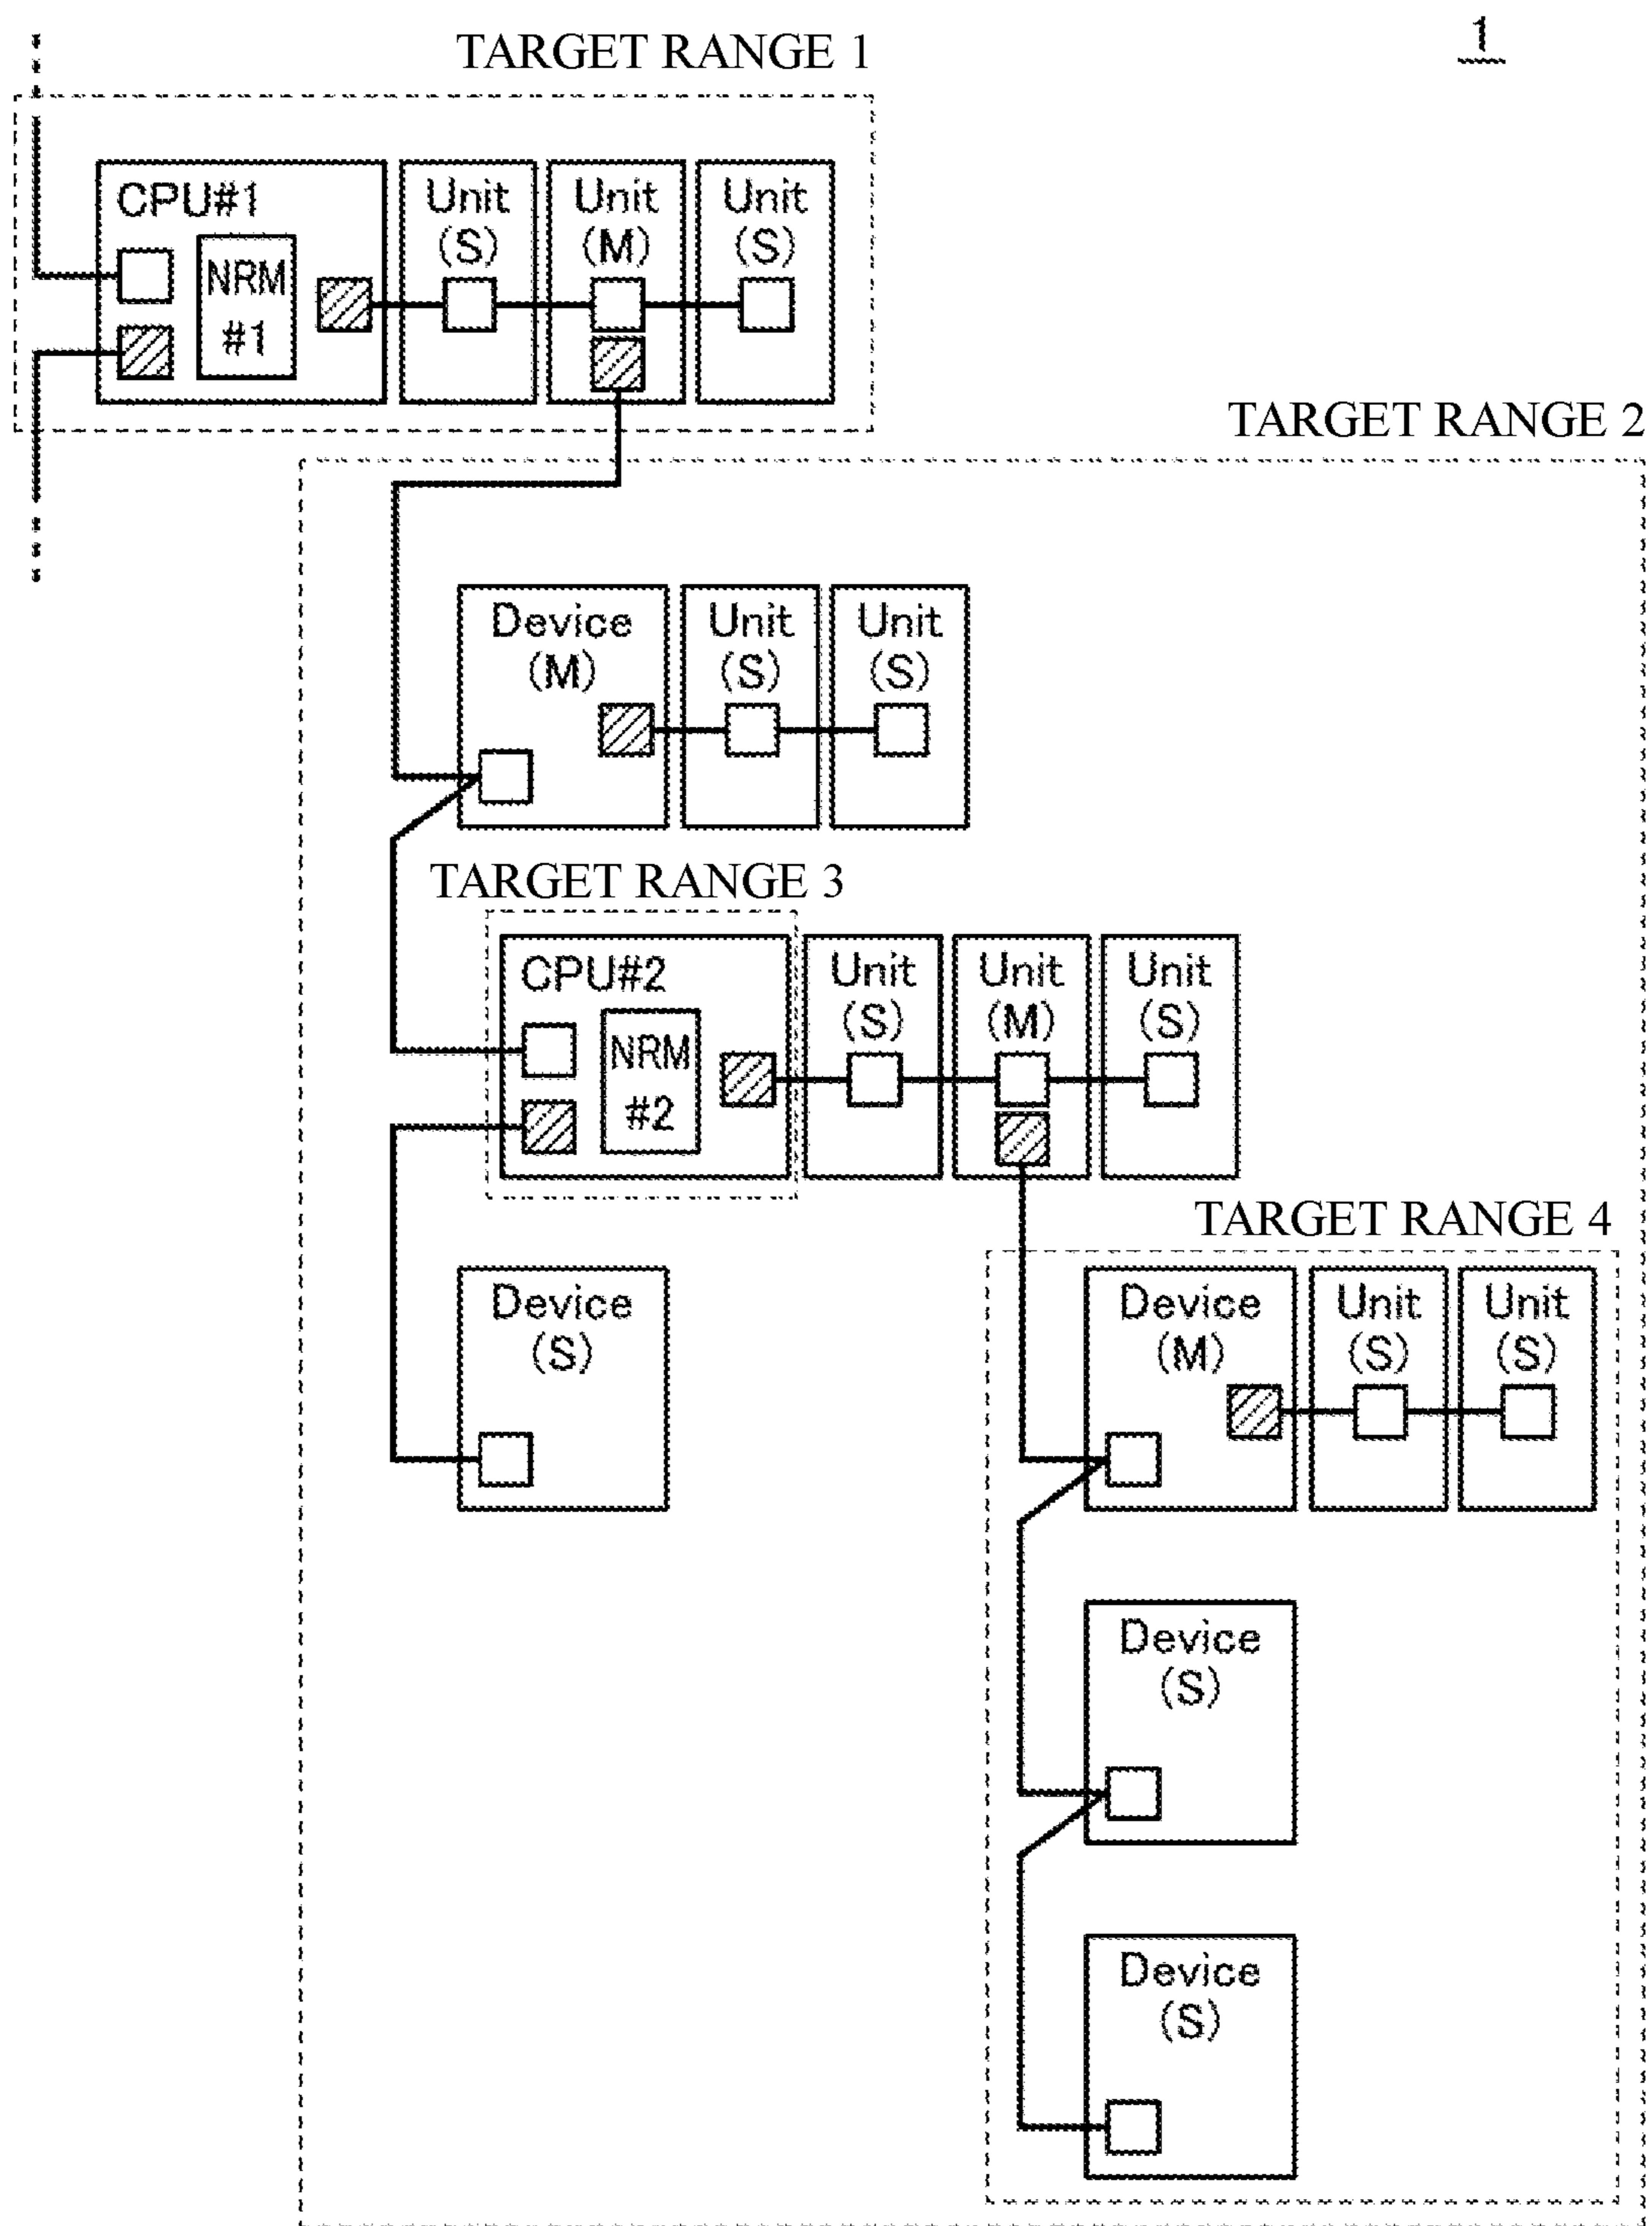 1
TARGET RANGE 1
CPU#1
NRM
#1
Unit
(S)
Unit
(M)
Unit
(S)
TARGET RANGE 2
Device
(M)
Unit
(S)
Unit
(S)
TARGET RANGE 3
CPU#2
NRM
#2
Unit
(S)
Unit
(M)
Unit
(S)
TARGET RANGE 4
Device
(S)
Device
(M)
Unit
(S)
Unit
(S)
Device
(S)
Device
(S)